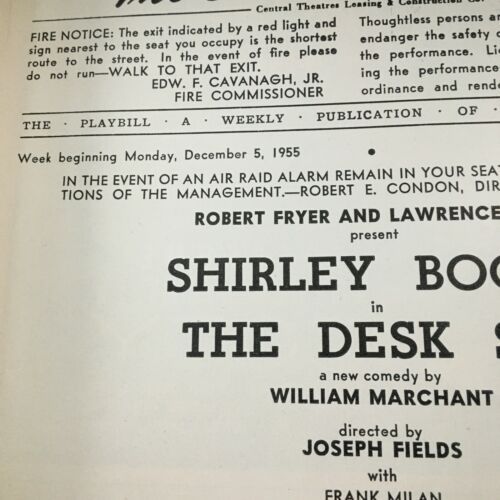 Central Theatres Leasing & Construction Co.
FIRE NOTICE: The exit indicated by a red light and
sign nearest to the seat you occupy is the shortest
route to the street. In the event of fire please
do not run—WALK TO THAT EXIT.
EDW. F. CAVANAGH, JR.
FIRE COMMISSIONER
Thoughtless persons a
endanger the safety o
the performance. Li
ing the performance
ordinance and rende
THE · PLAYBILL · A · WEEKLY · PUBLICATION · OF ·
Week beginning Monday, December 5, 1955 •
IN THE EVENT OF AN AIR RAID ALARM REMAIN IN YOUR SEAT
TIONS OF THE MANAGEMENT.—ROBERT E. CONDON, DIR
ROBERT FRYER AND LAWRENCE
present
SHIRLEY BOO
in
THE DESK S
a new comedy by
WILLIAM MARCHANT
directed by
JOSEPH FIELDS
with
FRANK MILAN